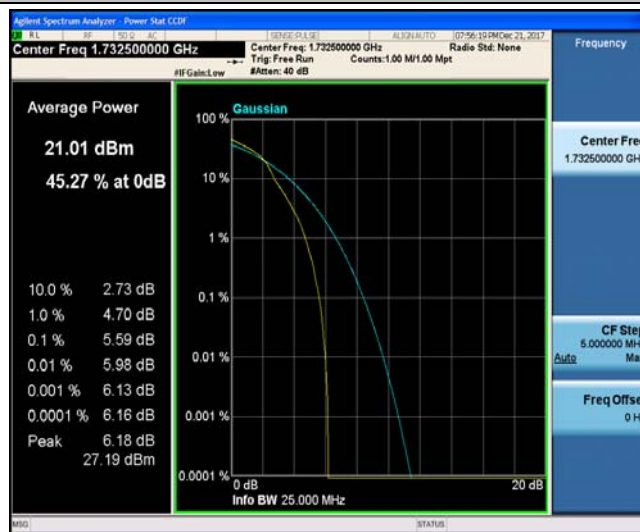 Agilent Spectrum Analyzer - Power Stat CCDF
RL RF 50 Ω AC SENSE:PULSE ALIGN AUTO 07:56:19 PM Dec 21, 2017
Center Freq 1.732500000 GHz
Center Freq: 1.732500000 GHz Radio Std: None
Trig: Free Run Counts:1.00 M/1.00 Mpt
#IFGain:Low #Atten: 40 dB
Frequency
Average Power
21.01 dBm
45.27 % at 0dB
10.0 % 2.73 dB
1.0 % 4.70 dB
0.1 % 5.59 dB
0.01 % 5.98 dB
0.001 % 6.13 dB
0.0001 % 6.16 dB
Peak 6.18 dB
27.19 dBm
Gaussian
100 %
10 %
1 %
0.1 %
0.01 %
0.001 %
0.0001 %
0 dB 20 dB
Info BW 25.000 MHz
Center Fre
1.732500000 GH
CF Ste
5.000000 MH
Auto Ma
Freq Offse
0 H
MSG STATUS